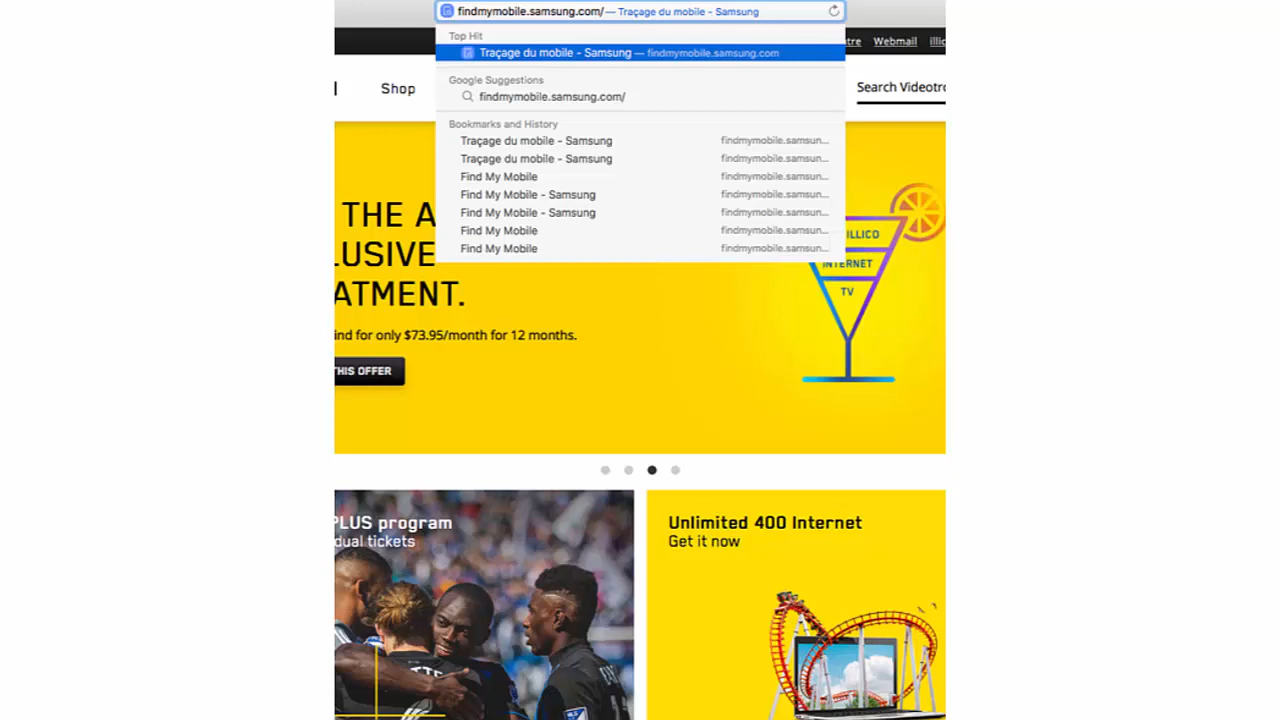 findmymobile.samsung.com/ — Traçage du mobile - Samsung
Top Hit
Traçage du mobile - Samsung — findmymobile.samsung.com
Google Suggestions
findmymobile.samsung.com/
Bookmarks and History
Traçage du mobile - Samsung findmymobile.samsun...
Traçage du mobile - Samsung findmymobile.samsun...
Find My Mobile findmymobile.samsun...
Find My Mobile - Samsung findmymobile.samsun...
Find My Mobile - Samsung findmymobile.samsun...
Find My Mobile findmymobile.samsun...
Find My Mobile findmymobile.samsun...
tre Webmail illic
Shop
Search Videotro
THE A
LUSIVE
ATMENT.
ind for only $73.95/month for 12 months.
THIS OFFER
ILLICO
INTERNET
TV
PLUS program
dual tickets
Unlimited 400 Internet
Get it now